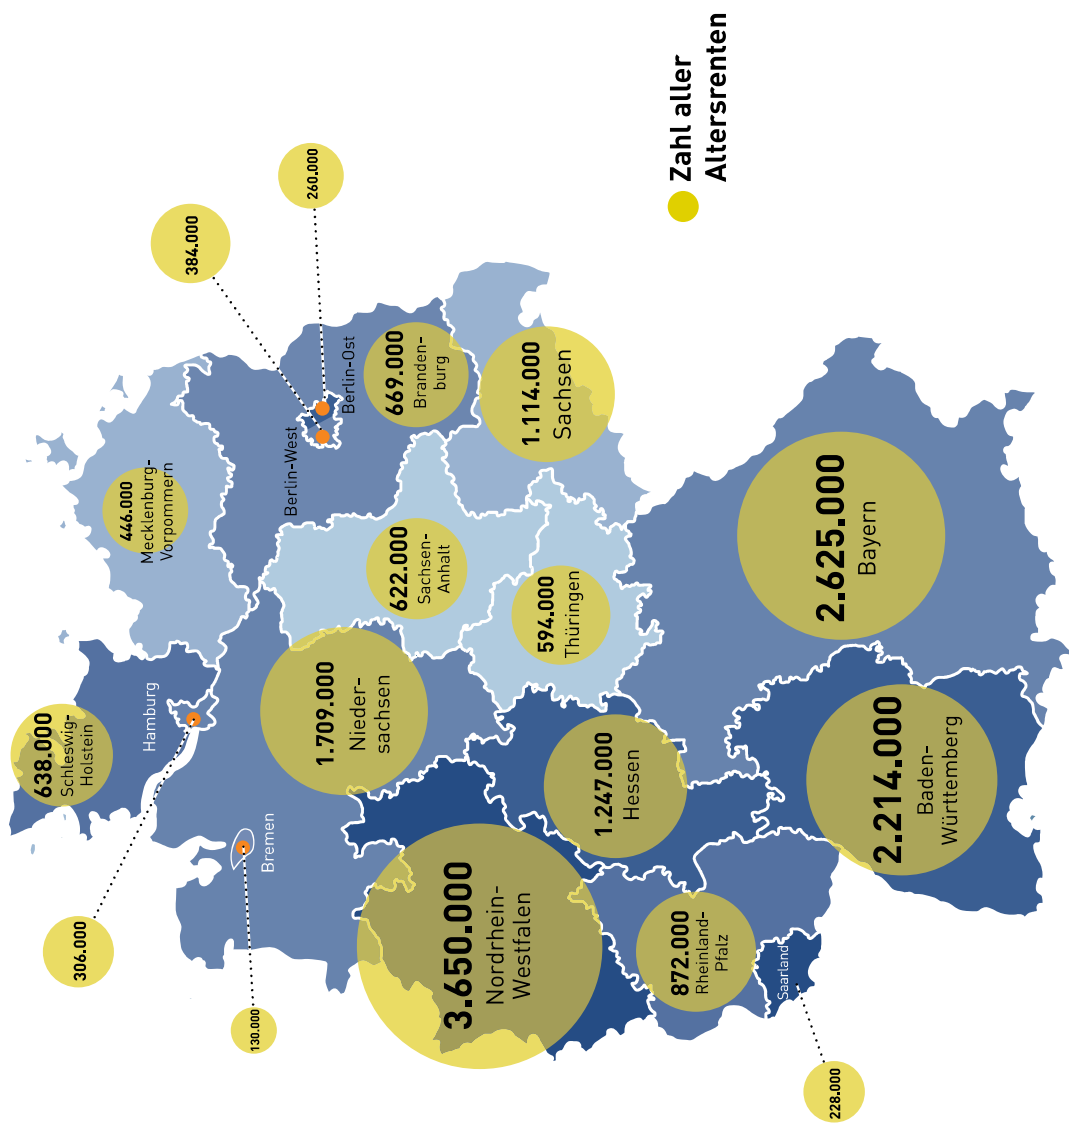 Zahl aller
Altersrenten
638.000
Schleswig-
Holstein
446.000
Mecklenburg-
Vorpommern
Hamburg
306.000
Bremen
130.000
384.000
260.000
Berlin-West
Berlin-Ost
669.000
Branden-
burg
1.709.000
Nieder-
sachsen
622.000
Sachsen-
Anhalt
1.114.000
Sachsen
594.000
Thüringen
3.650.000
Nordrhein-
Westfalen
1.247.000
Hessen
872.000
Rheinland-
Pfalz
Saarland
228.000
2.214.000
Baden-
Württemberg
2.625.000
Bayern